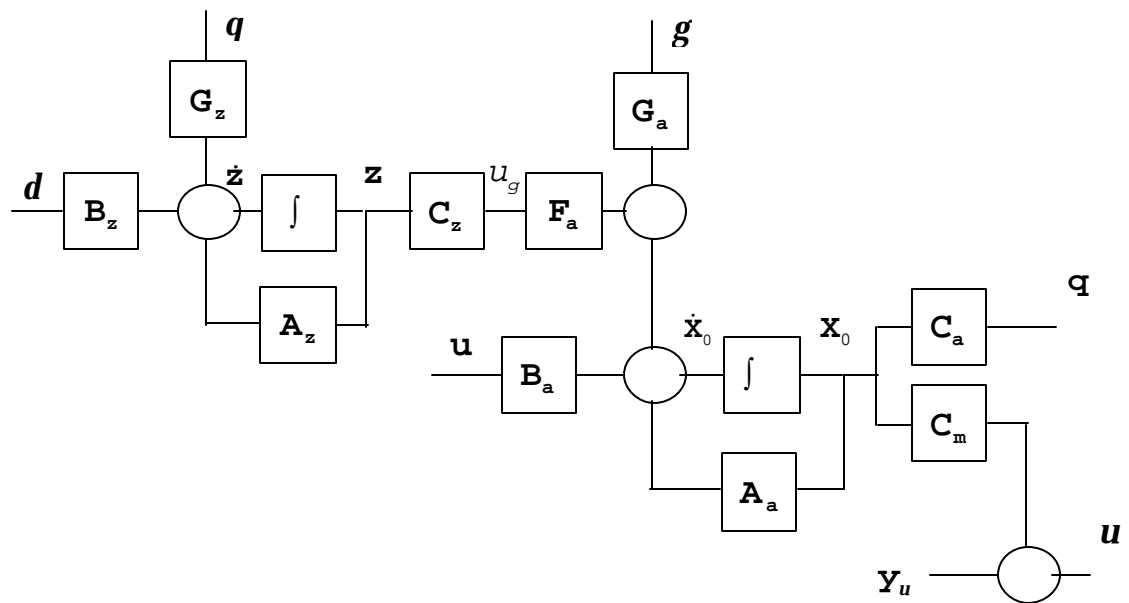 q
g
G_z
G_a
d
B_z
ż
∫
z
C_z
u_g
F_a
A_z
u
B_a
ẋ_0
∫
x_0
C_a
q
C_m
A_a
y_u
u